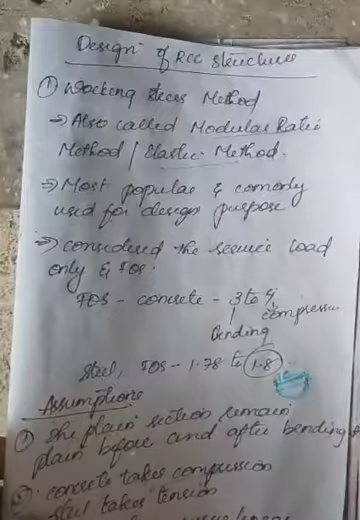 Design of RCC Structures
① Working stress Method
→ Also called Modular Ratio
Method / Elastic Method.
⇒ Most popular & comonly
used for design purpose
⇒ considered the service load
only & FOS.
FOS - concrete - 3 to 4
compression
Bending
Steel, FOS - 1.78 to 1.8
Assumptions
① The plain section remain
plain before and after bending
② concrete takes compression
steel takes tension